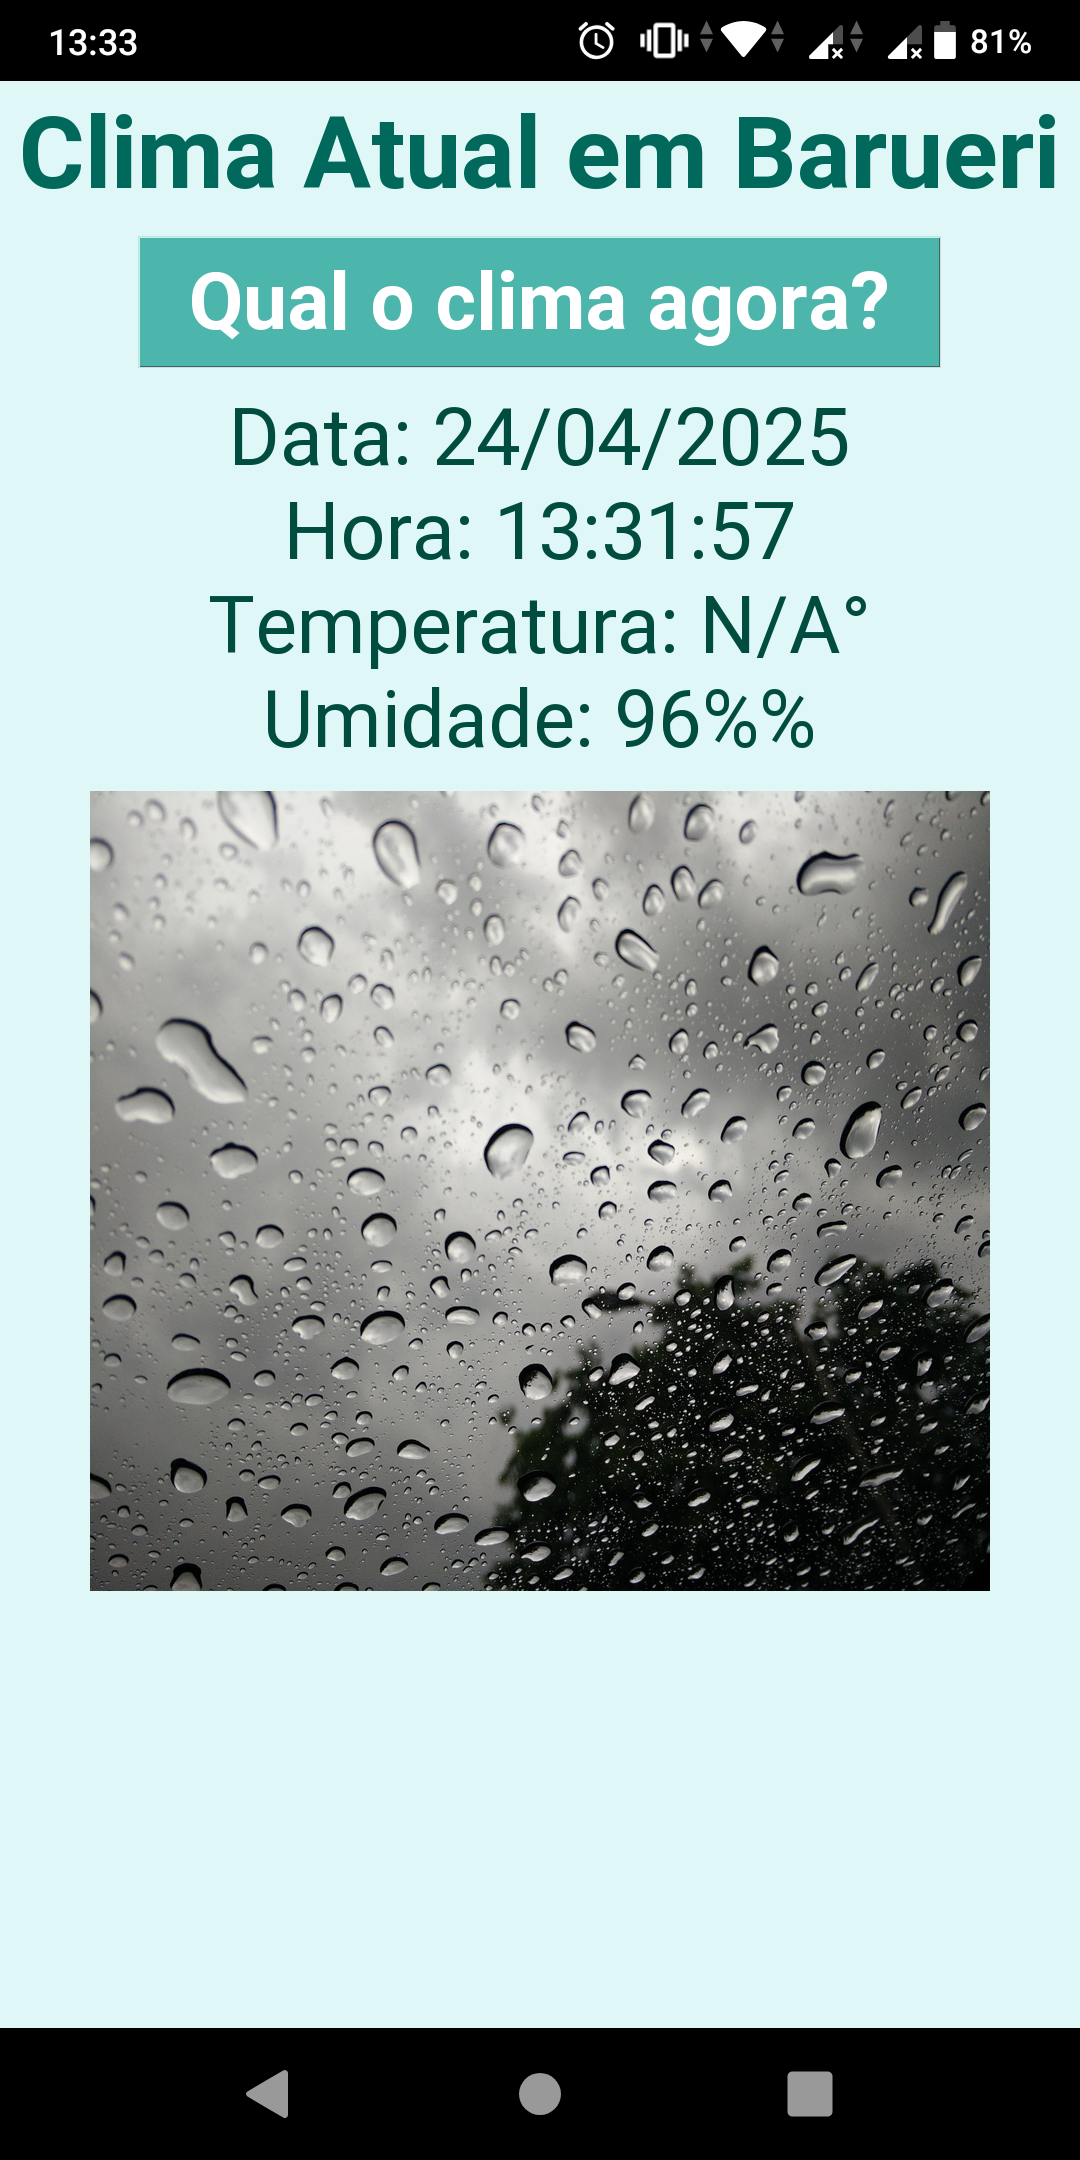 13:33
81%
Clima Atual em Barueri
Qual o clima agora?
Data: 24/04/2025
Hora: 13:31:57
Temperatura: N/A°
Umidade: 96%%